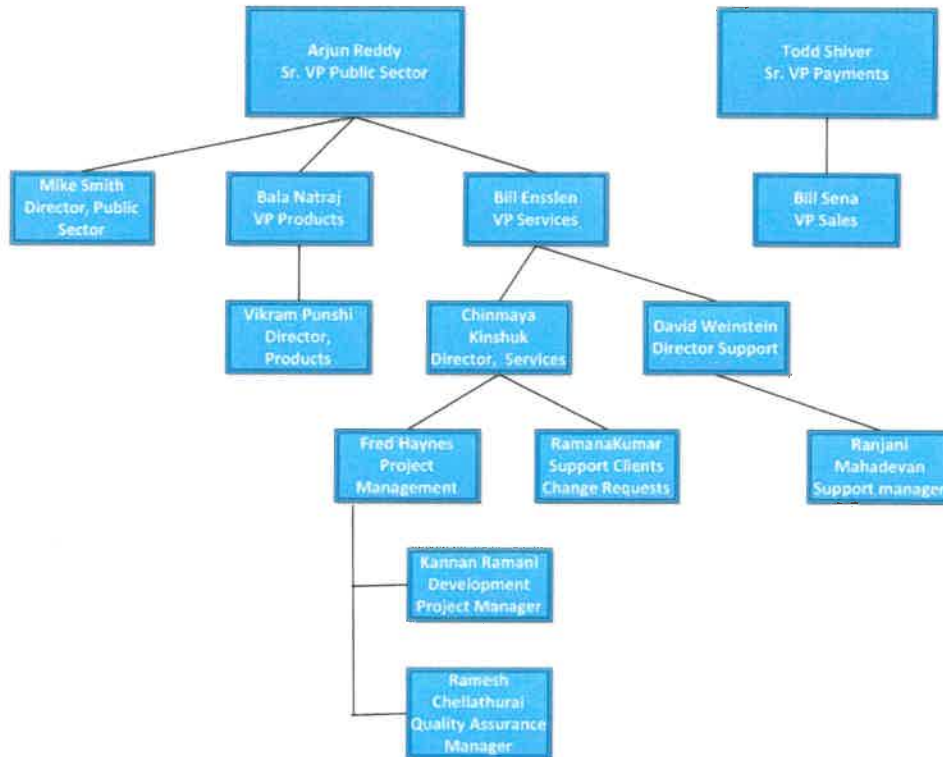 Arjun Reddy
Sr. VP Public Sector
Todd Shiver
Sr. VP Payments
Mike Smith
Director, Public
Sector
Bala Natraj
VP Products
Bill Ensslen
VP Services
Bill Sena
VP Sales
Vikram Punshi
Director,
Products
Chinmaya
Kinshuk
Director, Services
David Weinstein
Director Support
Fred Haynes
Project
Management
RamanaKumar
Support Clients
Change Requests
Ranjani
Mahadevan
Support manager
Kannan Ramani
Development
Project Manager
Ramesh
Chellathurai
Quality Assurance
Manager